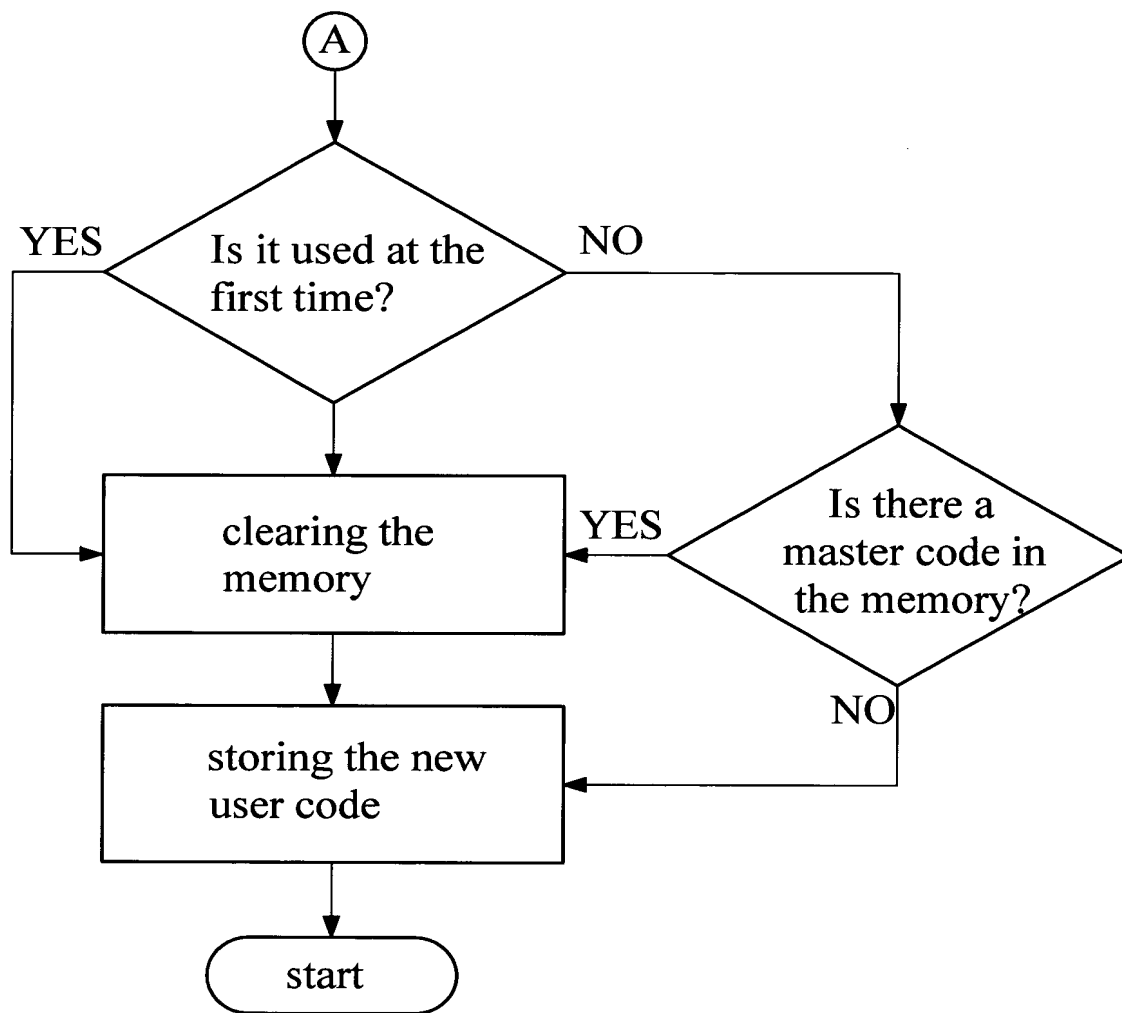 A
YES
Is it used at the
first time?
NO
clearing the
memory
YES
Is there a
master code in
the memory?
NO
storing the new
user code
start